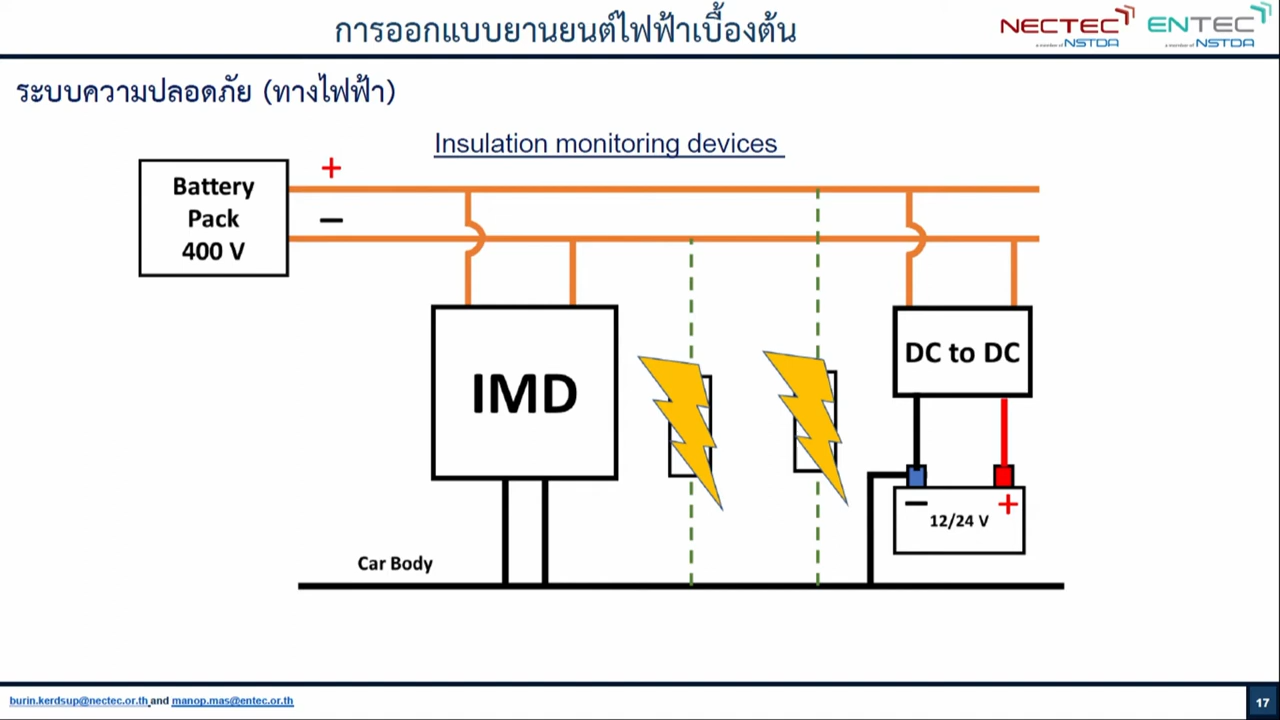 การออกแบบยานยนต์ไฟฟ้าเบื้องต้น
NECTEC
a member of NSTDA
ENTEC
a member of NSTDA
ระบบความปลอดภัย (ทางไฟฟ้า)
Insulation monitoring devices
Battery
Pack
400 V
+
−
IMD
DC to DC
−
+
12/24 V
Car Body
burin.kerdsup@nectec.or.th and manop.mas@entec.or.th
17